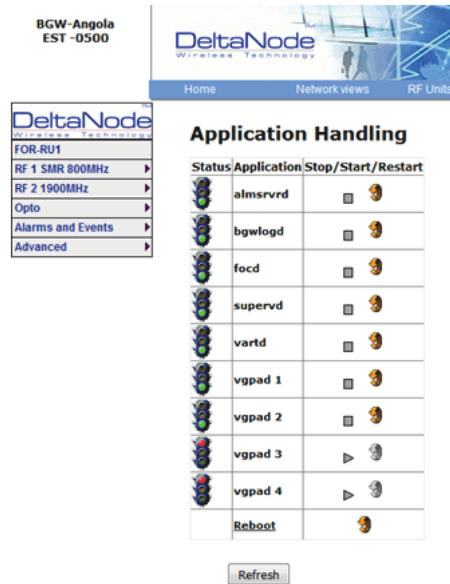 BGW-Angola
EST -0500
DeltaNode
Wireless Technology
Home Network views RF Units
DeltaNode
Wireless Technology
FOR-RU1
RF 1 SMR 800MHz
RF 2 1900MHz
Opto
Alarms and Events
Advanced
Application Handling
Status Application Stop/Start/Restart
almsrvrd
bgwlogd
focd
supervd
vartd
vgpad 1
vgpad 2
vgpad 3
vgpad 4
Reboot
Refresh